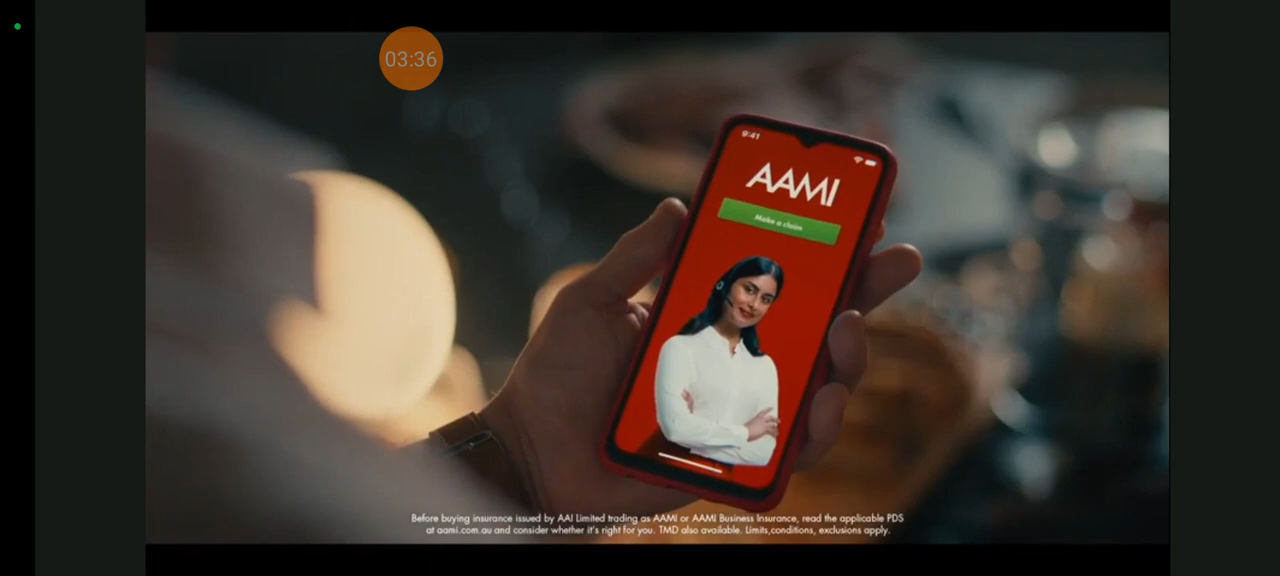 03:36
9:41
AAMI
Make a claim
Before buying insurance issued by AAI Limited trading as AAMI or AAMI Business Insurance, read the applicable PDS
at aami.com.au and consider whether it's right for you. TMD also available. Limits,conditions, exclusions apply.